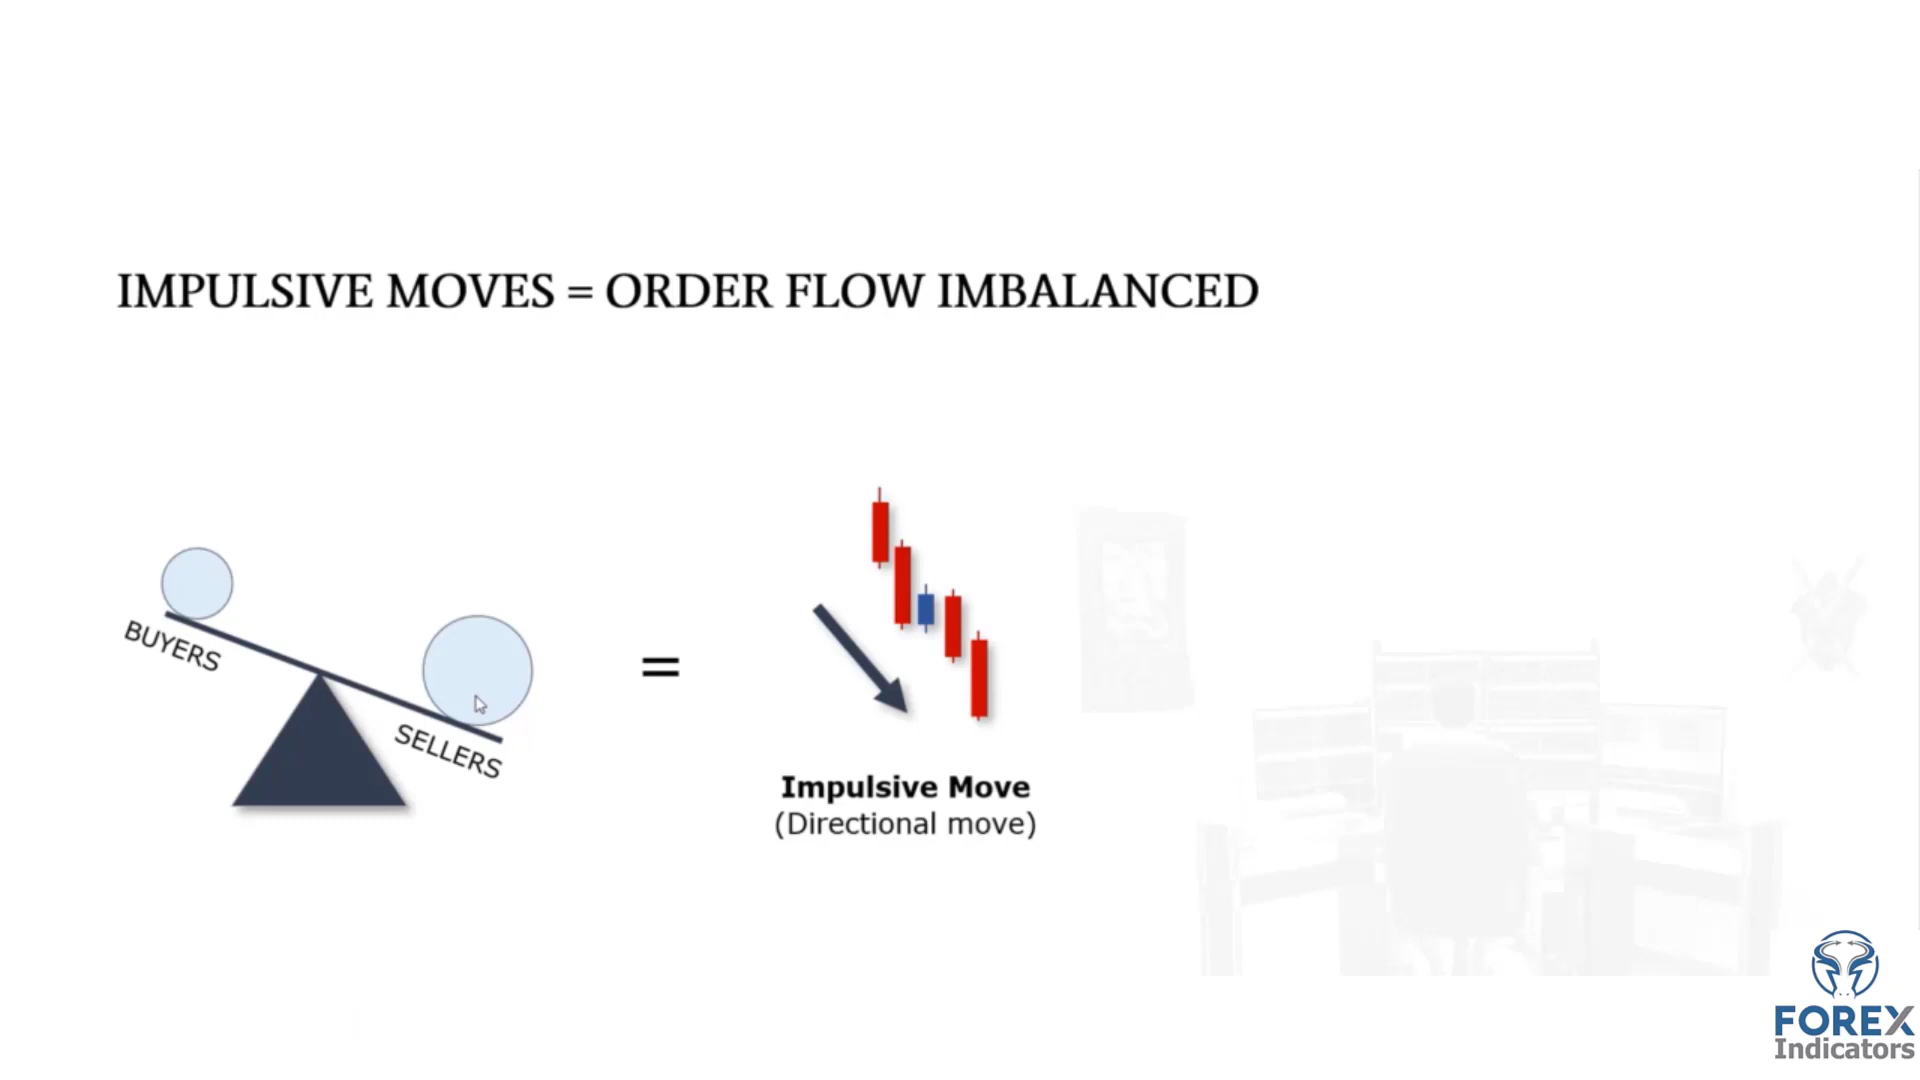 IMPULSIVE MOVES = ORDER FLOW IMBALANCED
BUYERS
SELLERS
=
Impulsive Move
(Directional move)
FOREX
Indicators